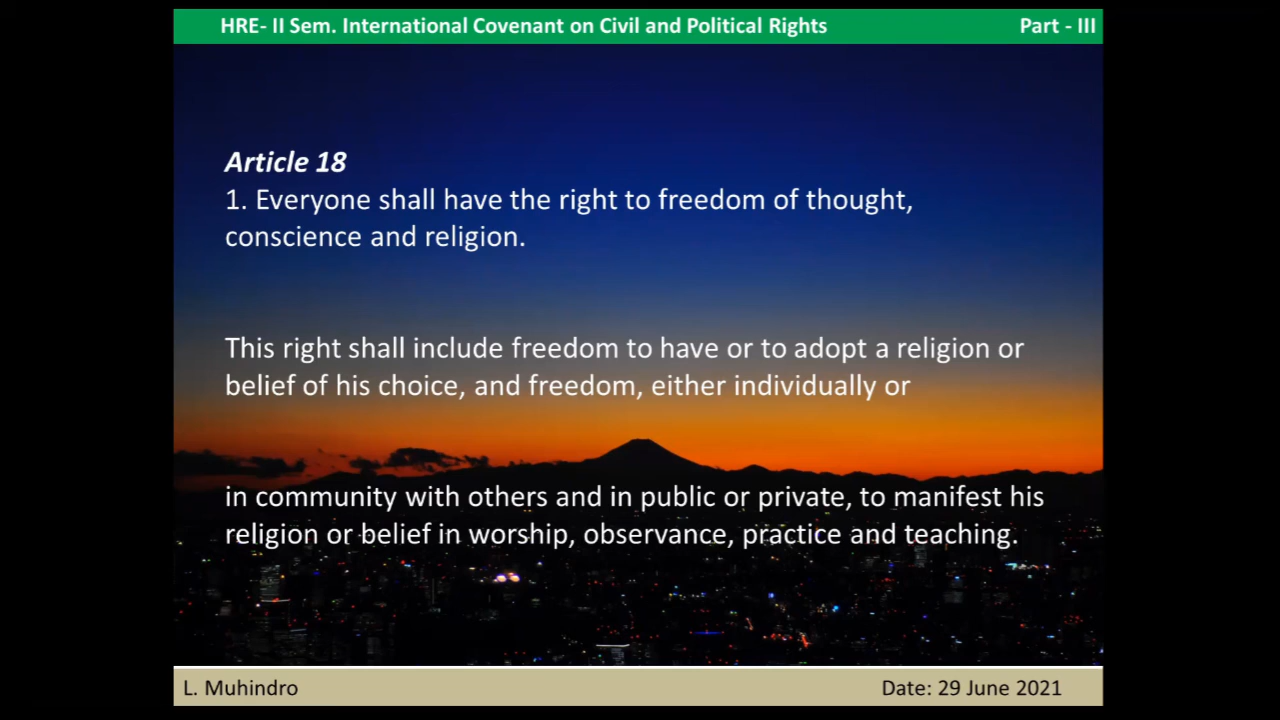 HRE- II Sem. International Covenant on Civil and Political Rights Part - III
Article 18
1. Everyone shall have the right to freedom of thought,
conscience and religion.
This right shall include freedom to have or to adopt a religion or
belief of his choice, and freedom, either individually or
in community with others and in public or private, to manifest his
religion or belief in worship, observance, practice and teaching.
L. Muhindro Date: 29 June 2021